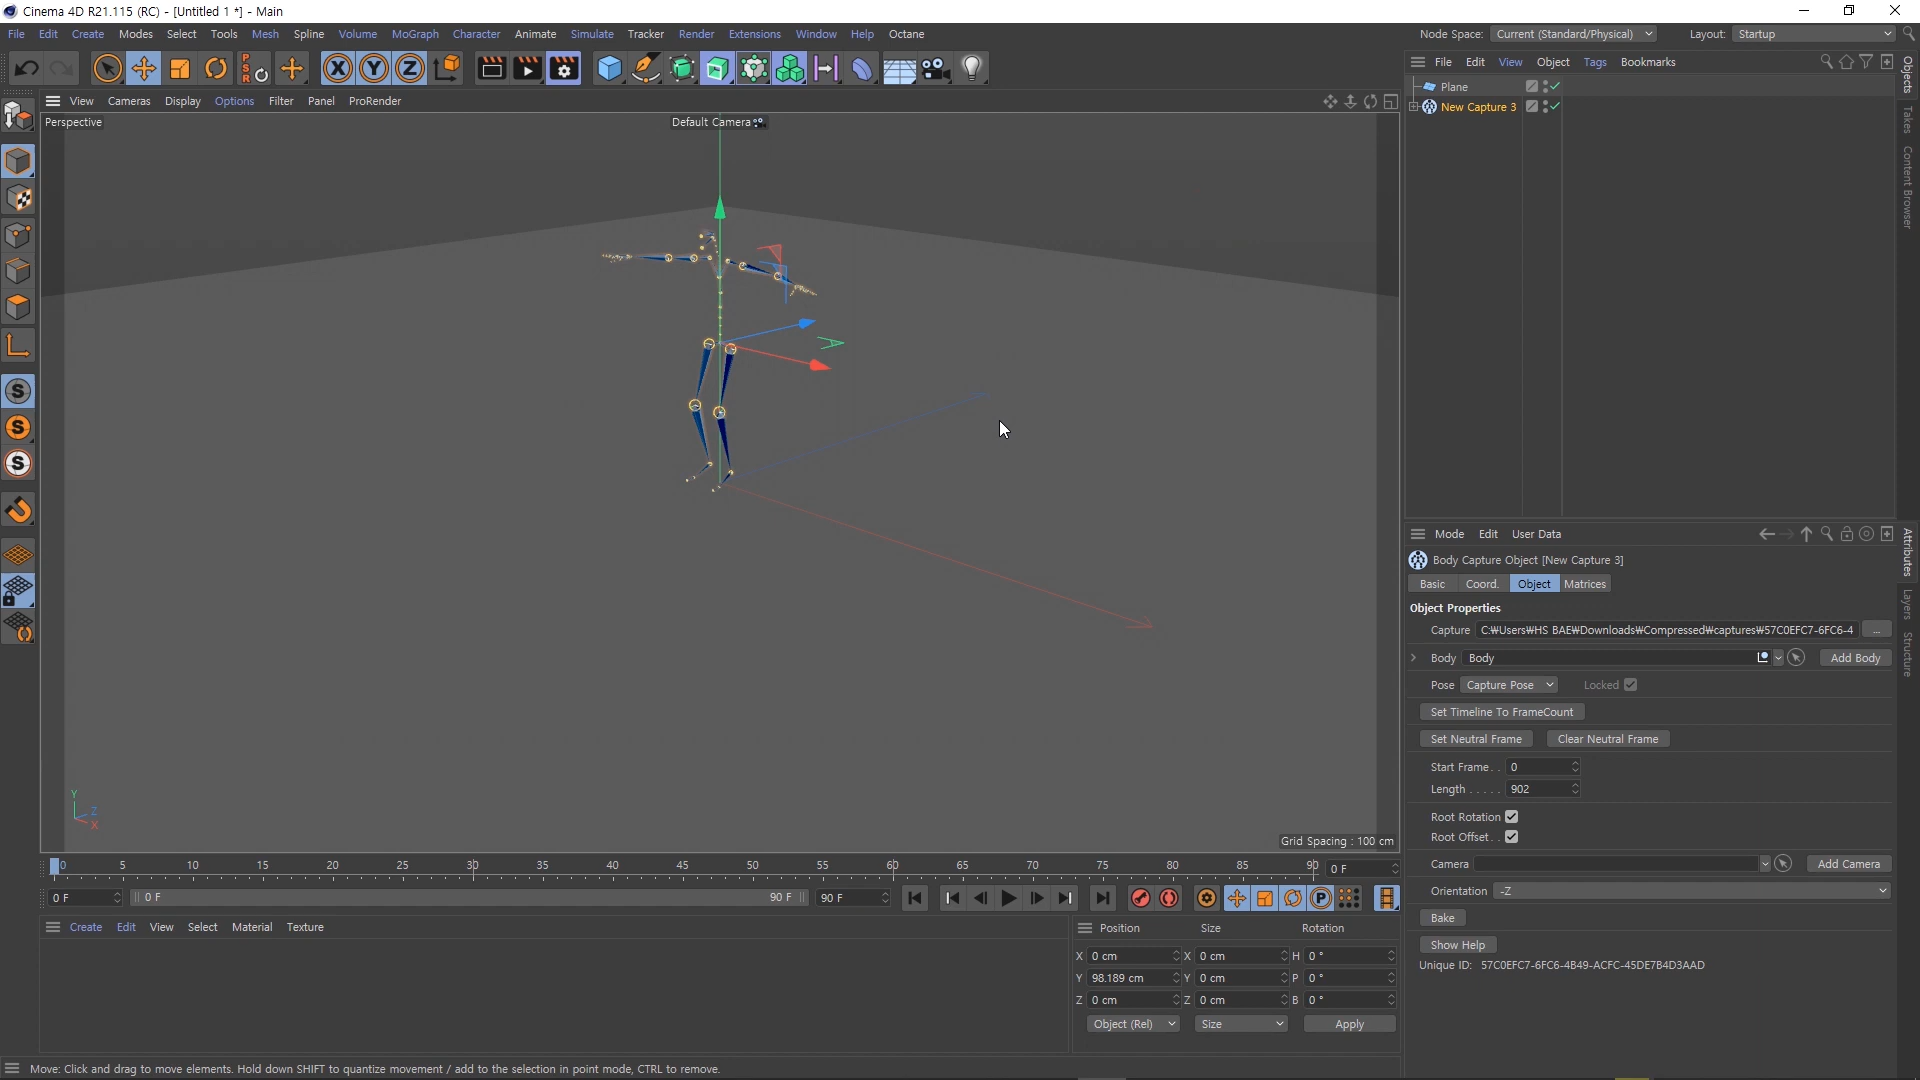 Cinema 4D R21.115 (RC) - [Untitled 1 *] - Main
File Edit Create Modes Select Tools Mesh Spline Volume MoGraph Character Animate Simulate Tracker Render Extensions Window Help Octane
Node Space: Current (Standard/Physical) Layout: Startup
PSR X Y Z
View Cameras Display Options Filter Panel ProRender
Perspective
Default Camera
S
S
S
Y
Z
X
Grid Spacing : 100 cm
0 5 10 15 20 25 30 35 40 45 50 55 60 65 70 75 80 85 90 0 F
0 F 0 F 90 F 90 F P
Create Edit View Select Material Texture
Position Size Rotation
X 0 cm X 0 cm H 0 °
Y 98.189 cm Y 0 cm P 0 °
Z 0 cm Z 0 cm B 0 °
Object (Rel) Size Apply
Move: Click and drag to move elements. Hold down SHIFT to quantize movement / add to the selection in point mode, CTRL to remove.
File Edit View Object Tags Bookmarks
Plane
New Capture 3
Objects
Takes
Content Browser
Mode Edit User Data
Body Capture Object [New Capture 3]
Basic Coord. Object Matrices
Object Properties
Capture C:₩Users₩HS BAE₩Downloads₩Compressed₩captures₩57C0EFC7-6FC6-4 ...
Body Body Add Body
Pose Capture Pose Locked
Set Timeline To FrameCount
Set Neutral Frame Clear Neutral Frame
Start Frame . . 0
Length . . . . . 902
Root Rotation
Root Offset . .
Camera Add Camera
Orientation -Z
Bake
Show Help
Unique ID: 57C0EFC7-6FC6-4B49-ACFC-45DE7B4D3AAD
Attributes
Layers
Structure